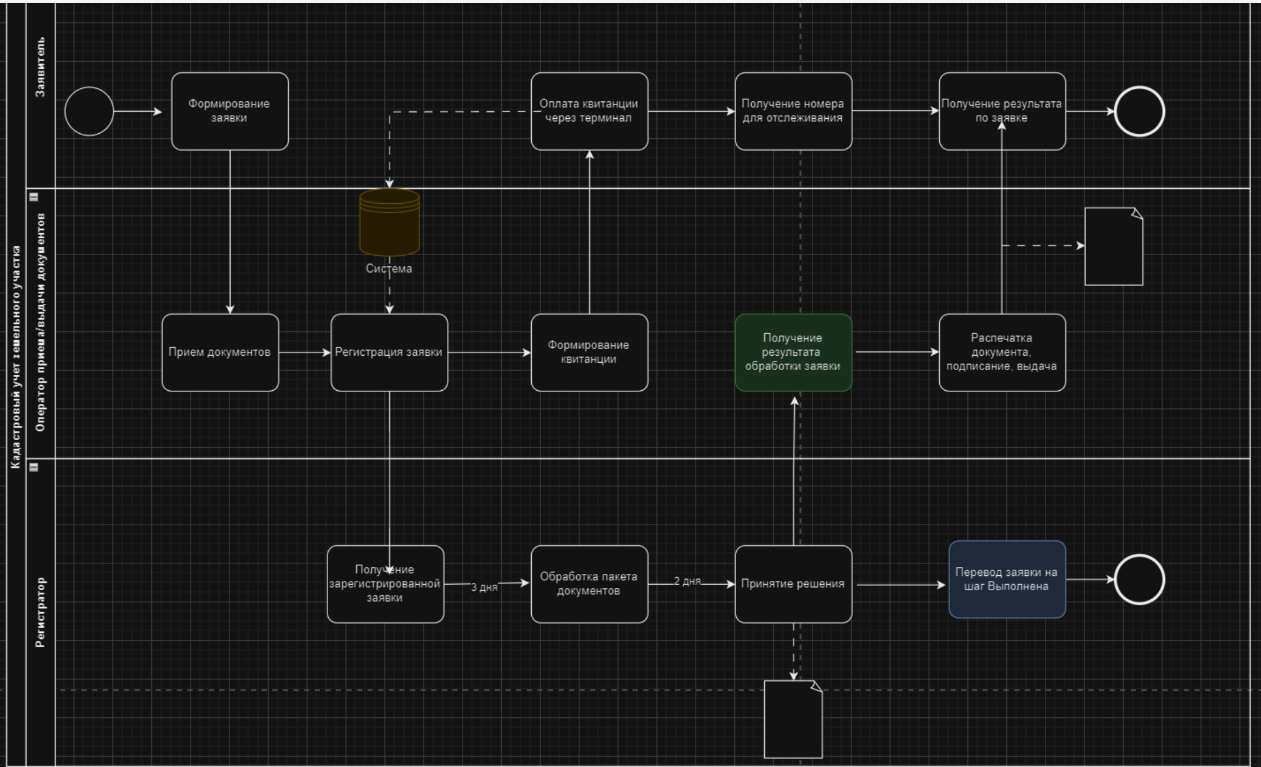 Кадастровый учет земельного участка
Заявитель
Формирование
заявки
Оплата квитанции
через терминал
Получение номера
для отслеживания
Получение результата
по заявке
Оператор приема/выдачи документов
Система
Прием документов
Регистрация заявки
Формирование
квитанции
Получение
результата
обработки заявки
Распечатка
документа,
подписание, выдача
Регистратор
Получение
зарегистрированной
заявки
3 дня
Обработка пакета
документов
2 дня
Принятие решения
Перевод заявки на
шаг Выполнена